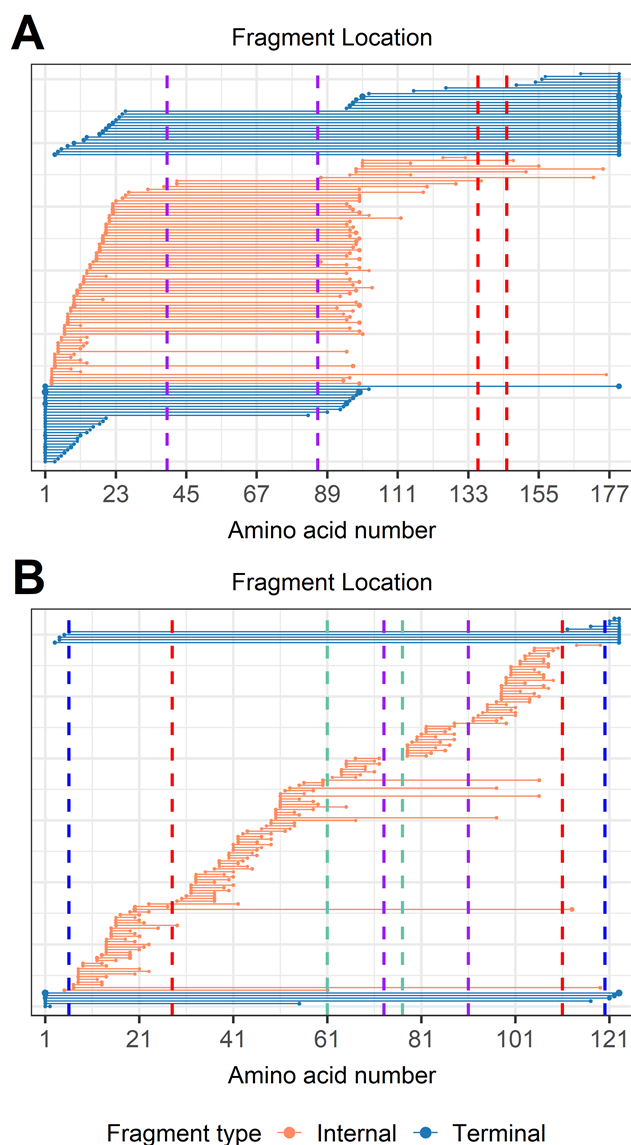 A
Fragment Location
1 23 45 67 89 111 133 155 177
Amino acid number
B
Fragment Location
1 21 41 61 81 101 121
Amino acid number
Fragment type Internal Terminal